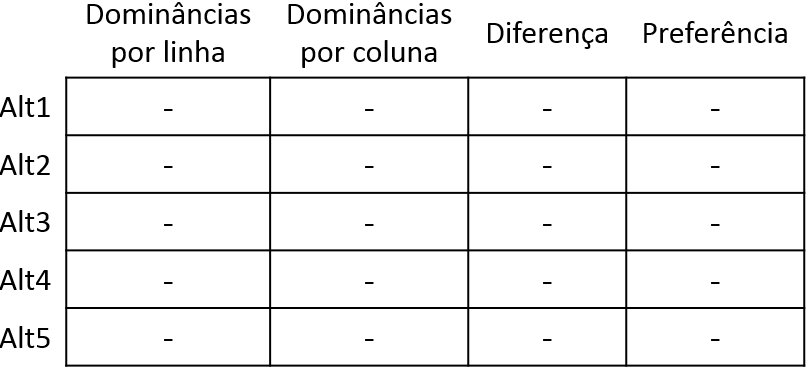 Dominâncias por linha Dominâncias por coluna Diferença Preferência
Alt1 - - - -
Alt2 - - - -
Alt3 - - - -
Alt4 - - - -
Alt5 - - - -